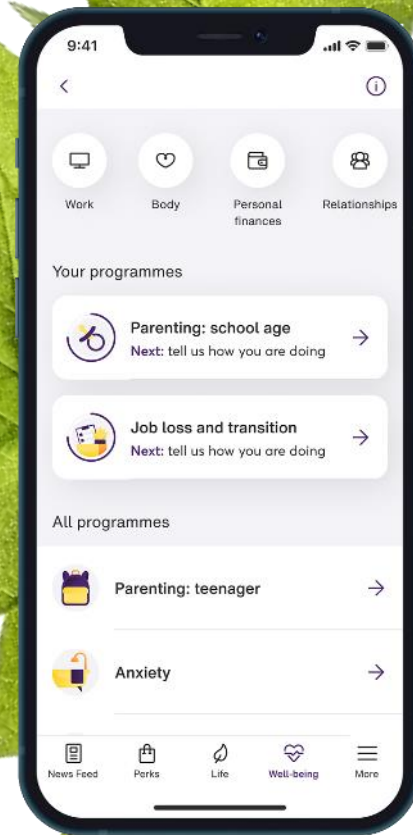 9:41
Work
Body
Personal
finances
Relationships
Your programmes
Parenting: school age
Next: tell us how you are doing
Job loss and transition
Next: tell us how you are doing
All programmes
Parenting: teenager
Anxiety
News Feed
Perks
Life
Well-being
More